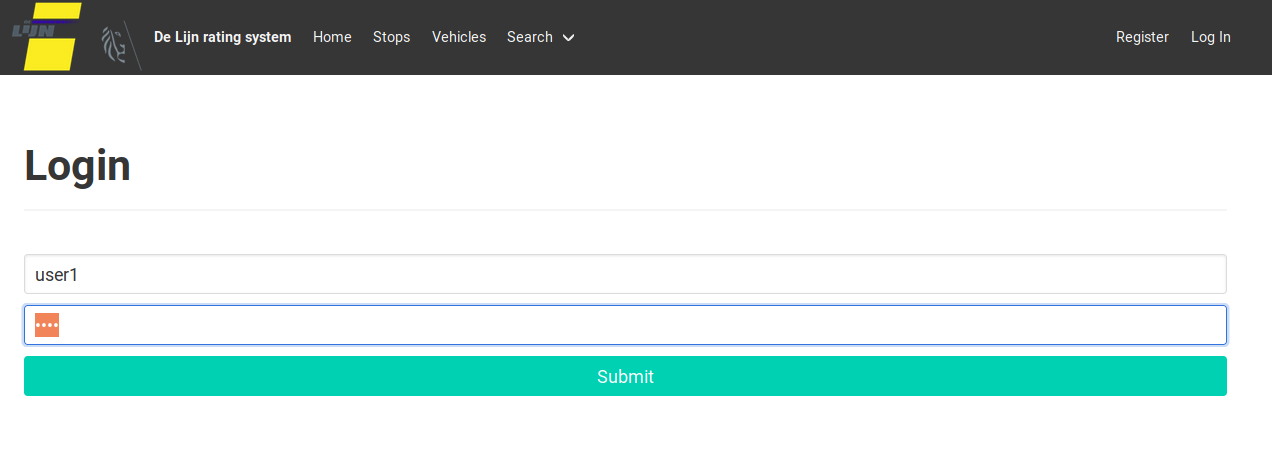 LIJN
De Lijn rating system Home Stops Vehicles Search Register Log In
Login
user1
••••
Submit